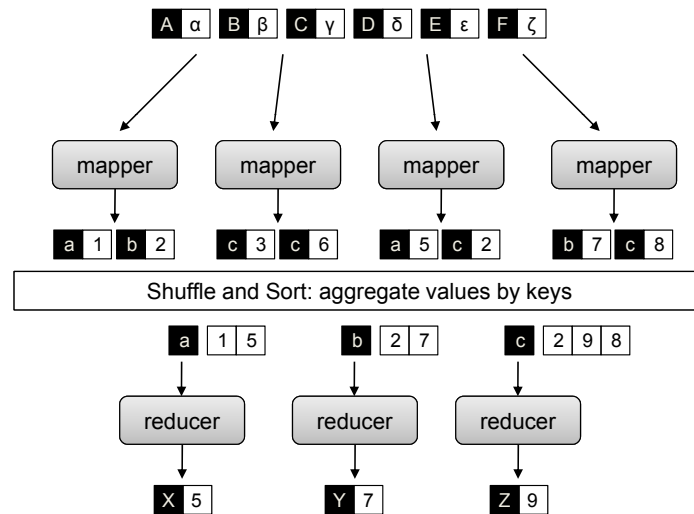 A α B β C γ D δ E ε F ζ
mapper mapper mapper mapper
a 1 b 2 c 3 c 6 a 5 c 2 b 7 c 8
Shuffle and Sort: aggregate values by keys
a 1 5 b 2 7 c 2 9 8
reducer reducer reducer
X 5 Y 7 Z 9